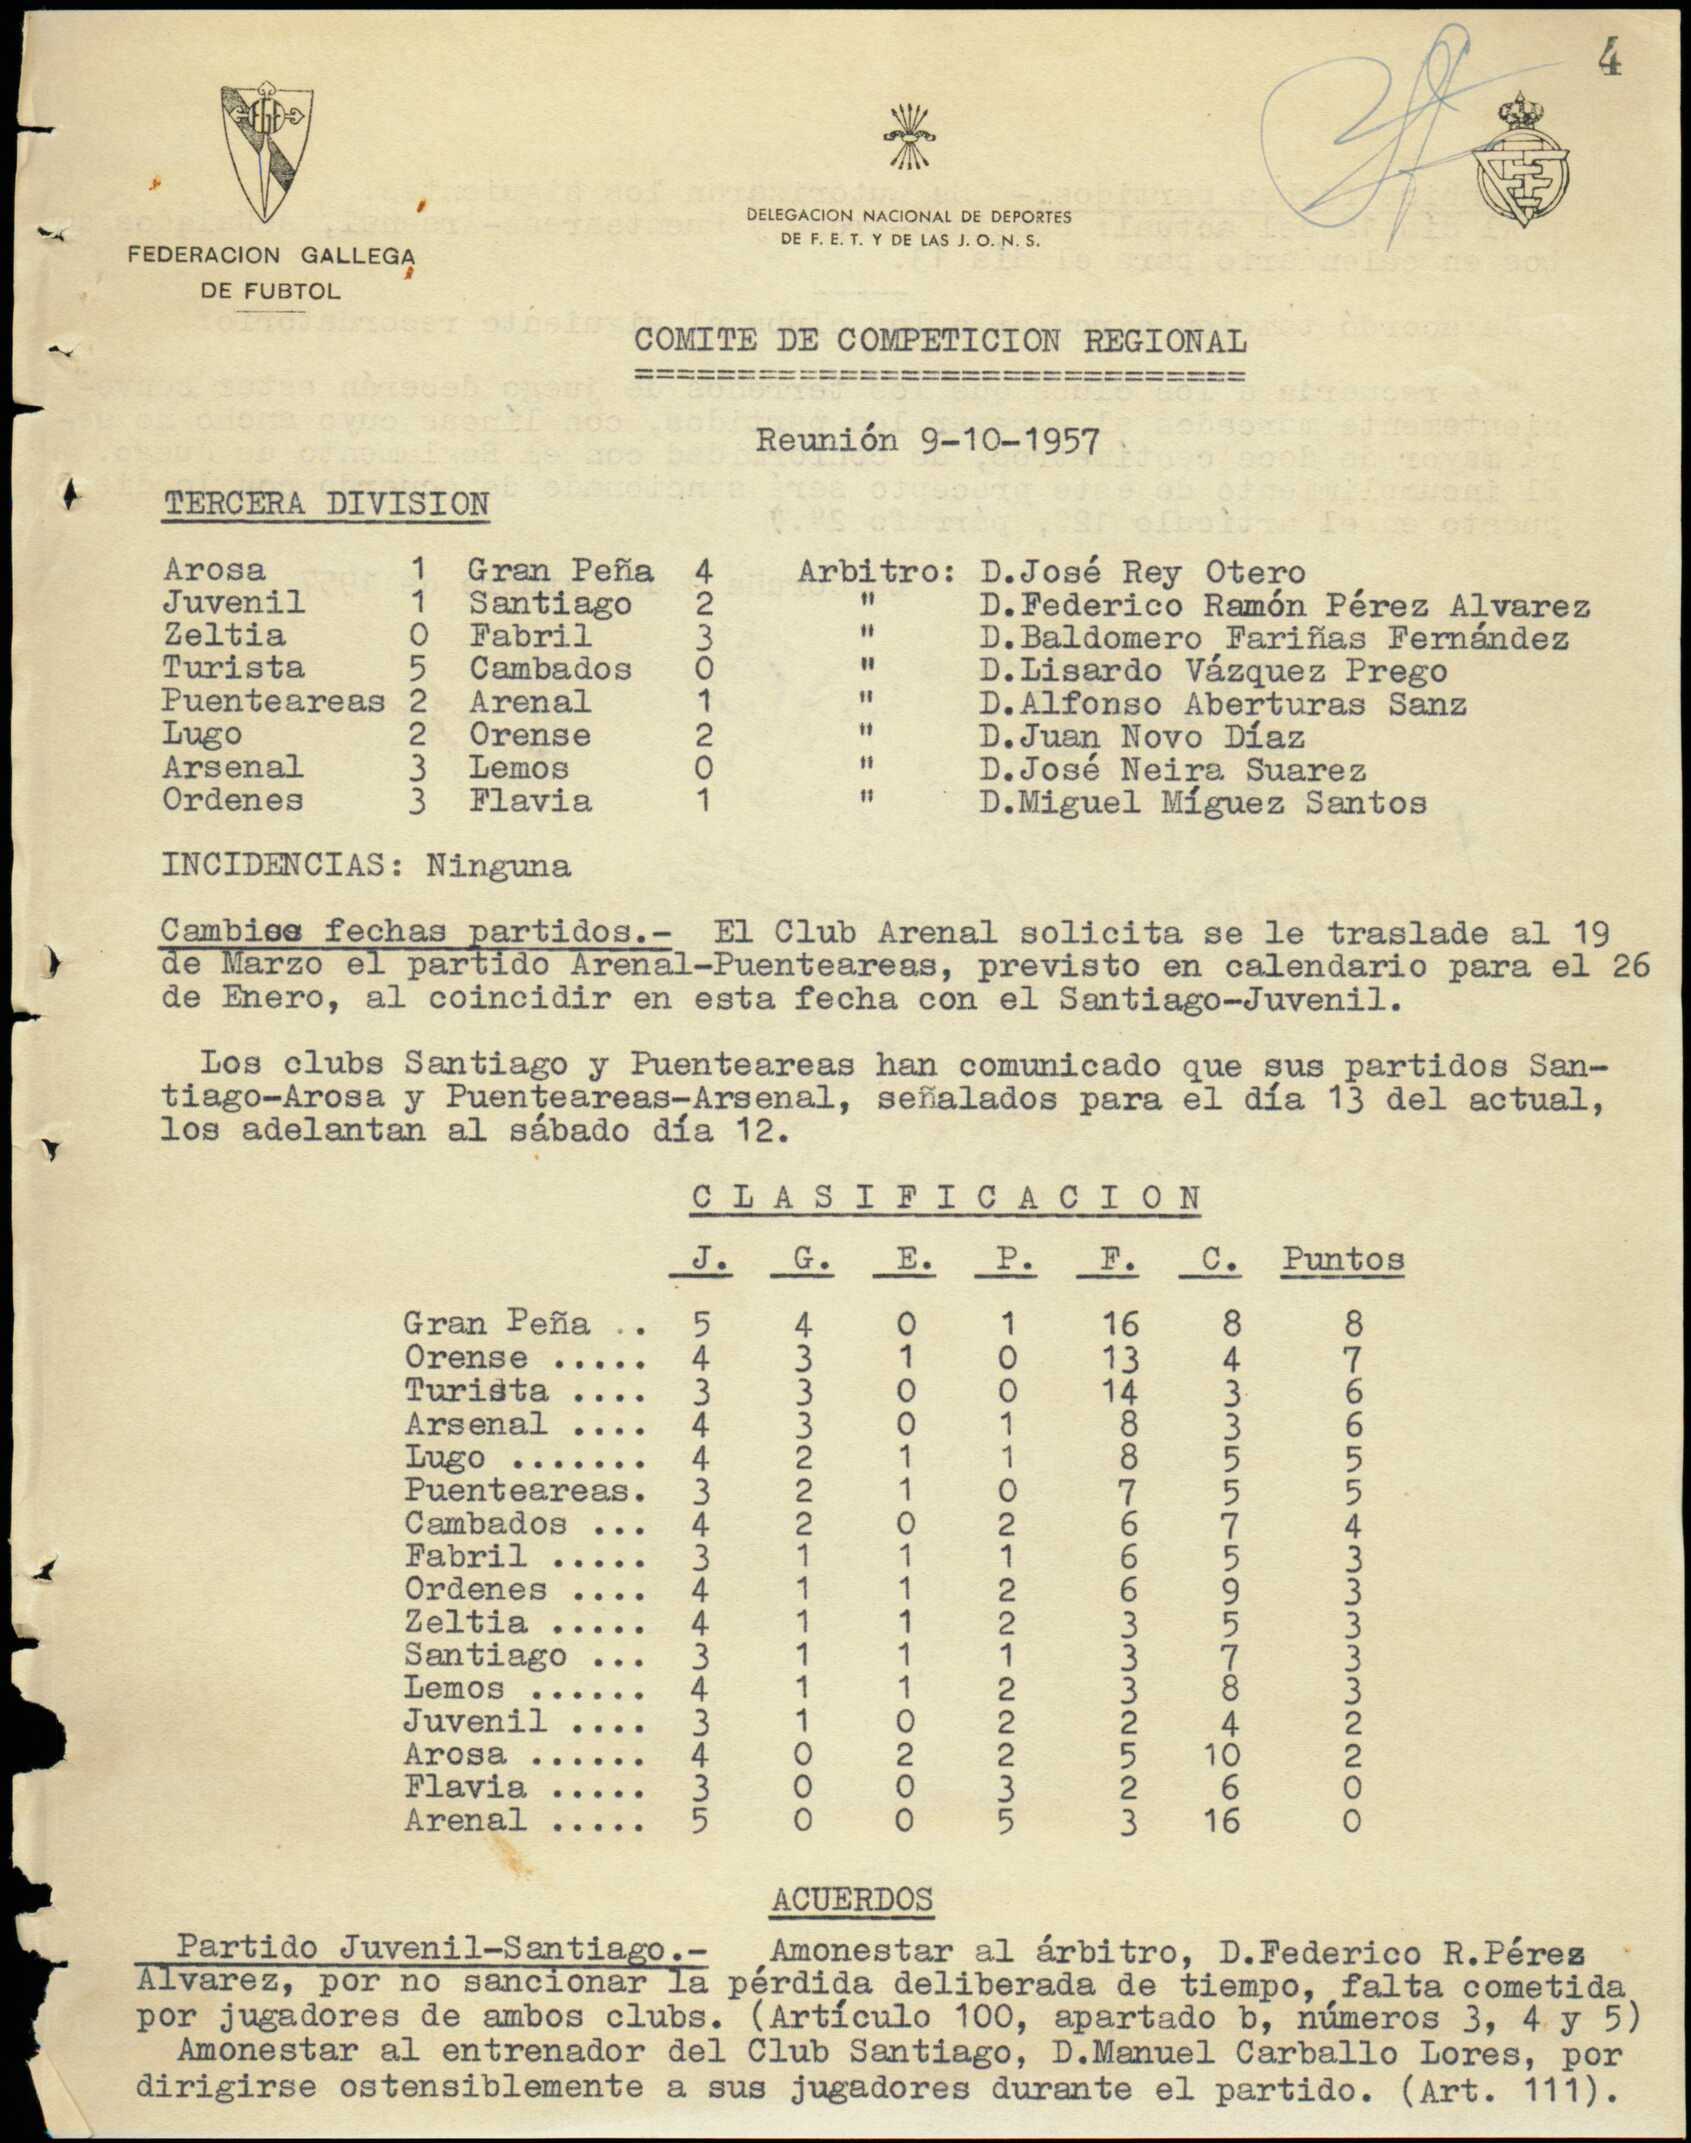 4
FEDERACION GALLEGA
DE FUBTOL
DELEGACION NACIONAL DE DEPORTES
DE F. E. T. Y DE LAS J. O. N. S.
COMITE DE COMPETICION REGIONAL
==============================
Reunión 9-10-1957
TERCERA DIVISION
Arosa 1 Gran Peña 4 Arbitro: D.José Rey Otero
Juvenil 1 Santiago 2 " D.Federico Ramón Pérez Alvarez
Zeltia 0 Fabril 3 " D.Baldomero Fariñas Fernández
Turista 5 Cambados 0 " D.Lisardo Vázquez Prego
Puenteareas 2 Arenal 1 " D.Alfonso Aberturas Sanz
Lugo 2 Orense 2 " D.Juan Novo Díaz
Arsenal 3 Lemos 0 " D.José Neira Suarez
Ordenes 3 Flavia 1 " D.Miguel Míguez Santos
INCIDENCIAS: Ninguna
fechas partidos.- El Club Arenal solicita se le traslade al 19
de Marzo el partido Arenal-Puenteareas, previsto en calendario para el 26
de Enero, al coincidir en esta fecha con el Santiago-Juvenil.
Los clubs Santiago y Puenteareas han comunicado que sus partidos San-
tiago-Arosa y Puenteareas-Arsenal, señalados para el día 13 del actual,
los adelantan al sábado día 12.
C L A S I F I C A C I O N
J. G. E. P. F. C. Puntos
Gran Peña .. 5 4 0 1 16 8 8
Orense ..... 4 3 1 0 13 4 7
Turista .... 3 3 0 0 14 3 6
Arsenal .... 4 3 0 1 8 3 6
Lugo ....... 4 2 1 1 8 5 5
Puenteareas. 3 2 1 0 7 5 5
Cambados ... 4 2 0 2 6 7 4
Fabril ..... 3 1 1 1 6 5 3
Ordenes .... 4 1 1 2 6 9 3
Zeltia ..... 4 1 1 2 3 5 3
Santiago ... 3 1 1 1 3 7 3
Lemos ...... 4 1 1 2 3 8 3
Juvenil .... 3 1 0 2 2 4 2
Arosa ...... 4 0 2 2 5 10 2
Flavia ..... 3 0 0 3 2 6 0
Arenal ..... 5 0 0 5 3 16 0
ACUERDOS
Partido Juvenil-Santiago.- Amonestar al árbitro, D.Federico R.Pérez
Alvarez, por no sancionar la pérdida deliberada de tiempo, falta cometida
por jugadores de ambos clubs. (Artículo 100, apartado b, números 3, 4 y 5)
Amonestar al entrenador del Club Santiago, D.Manuel Carballo Lores, por
dirigirse ostensiblemente a sus jugadores durante el partido. (Art. 111).